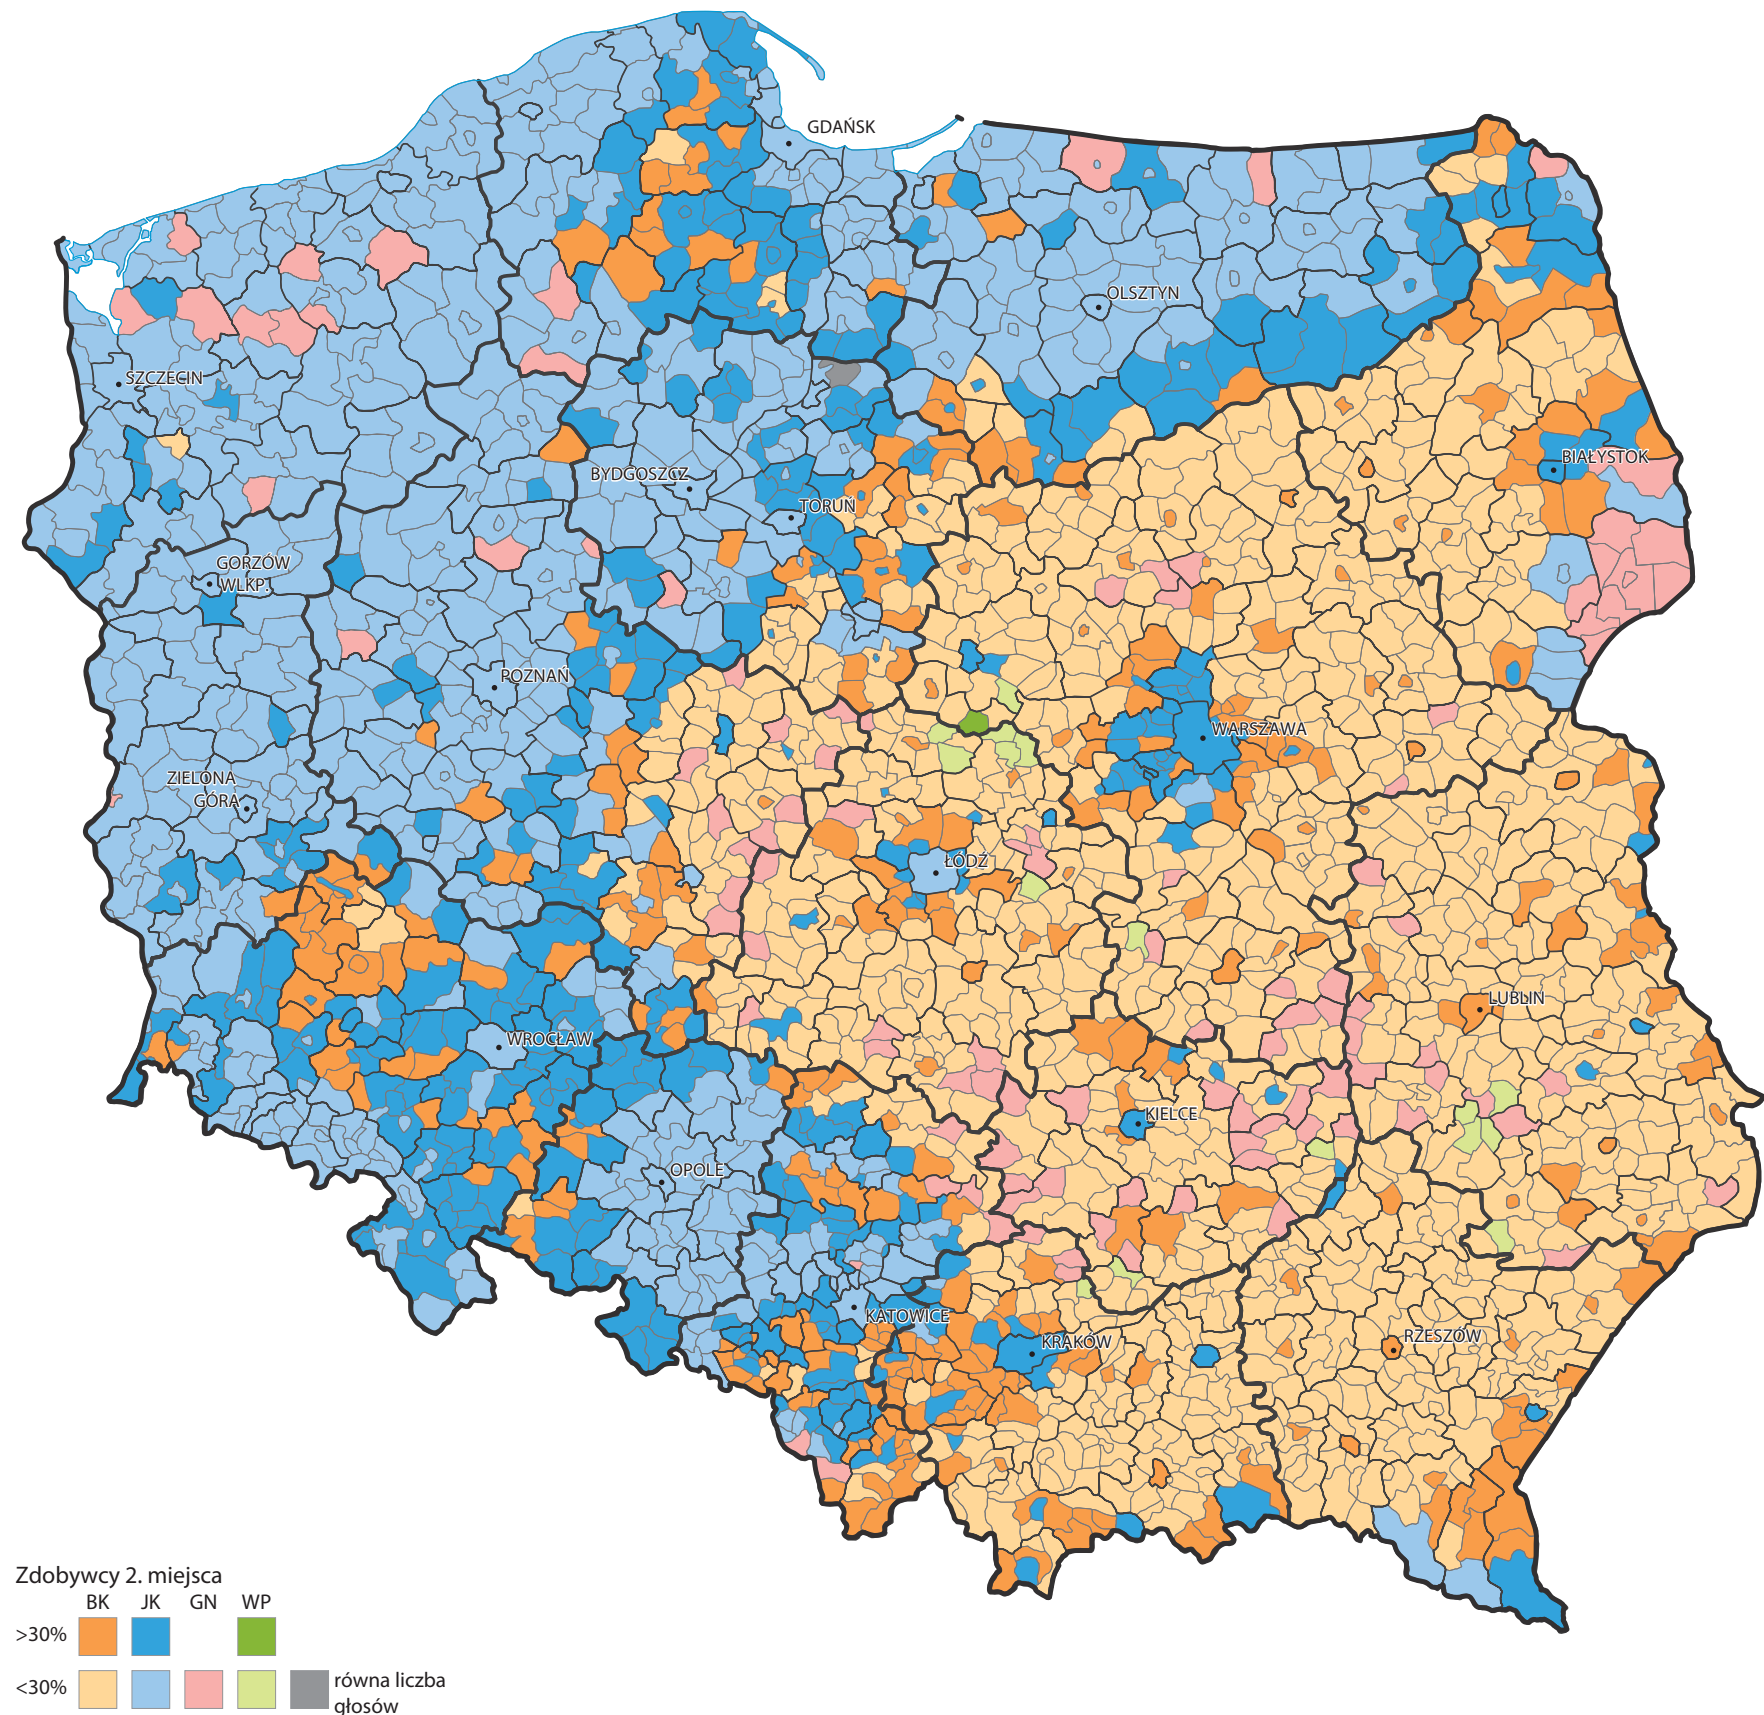 GDAŃSK
OLSZTYN
SZCZECIN
BIAŁYSTOK
BYDGOSZCZ
TORUŃ
GORZÓW
WLKP.
POZNAŃ
WARSZAWA
ZIELONA
GÓRA
ŁÓDŹ
LUBLIN
WROCŁAW
KIELCE
OPOLE
KATOWICE
KRAKÓW
RZESZÓW
Zdobywcy 2. miejsca
BK JK GN WP
>30%
<30% równa liczba
głosów